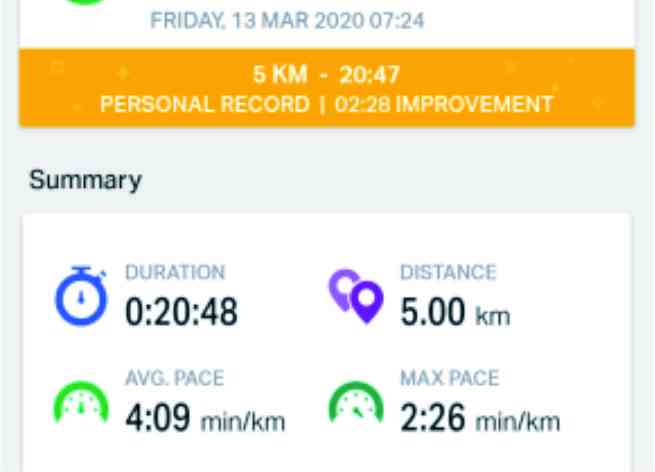 FRIDAY, 13 MAR 2020 07:24
5 KM - 20:47
PERSONAL RECORD | 02:28 IMPROVEMENT
Summary
DURATION
0:20:48
DISTANCE
5.00 km
AVG. PACE
4:09 min/km
MAX PACE
2:26 min/km